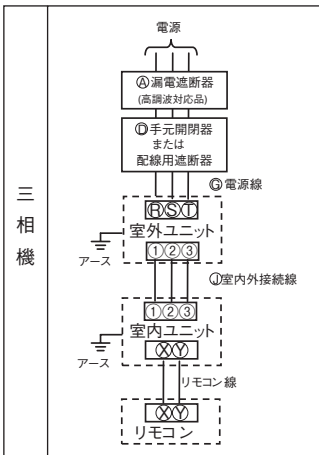 三相機
電源
Ⓐ漏電遮断器
(高調波対応品)
Ⓓ手元開閉器
または
配線用遮断器
Ⓖ電源線
ⓇⓈⓉ
室外ユニット
①②③
アース
Ⓙ室内外接続線
①②③
室内ユニット
ⓍⓎ
アース
リモコン線
ⓍⓎ
リモコン